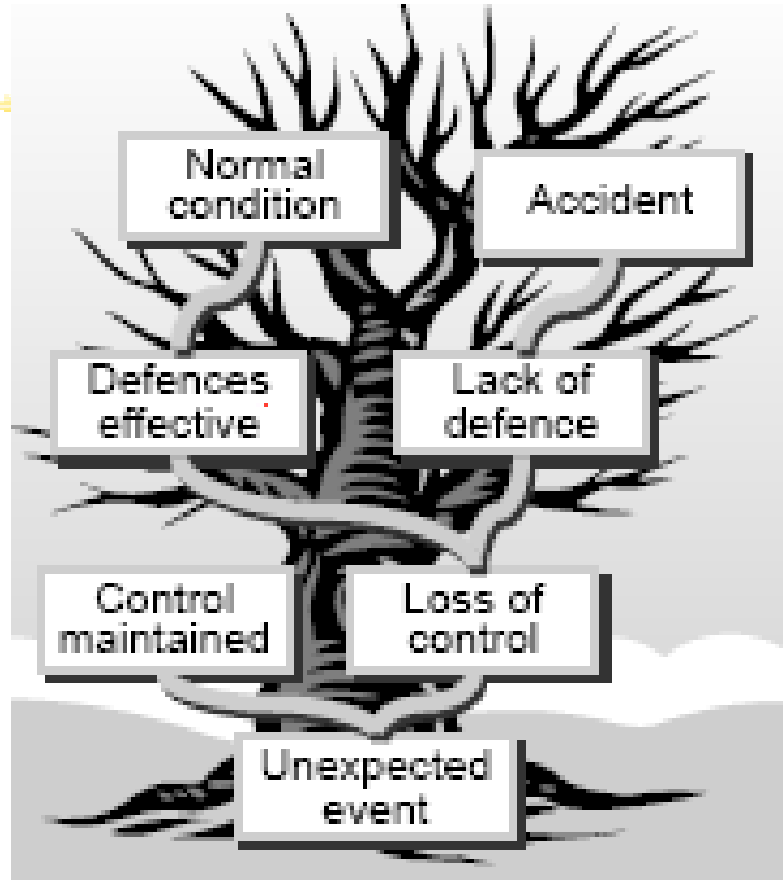 Normal
condition
Accident
Defences
effective
Lack of
defence
Control
maintained
Loss of
control
Unexpected
event